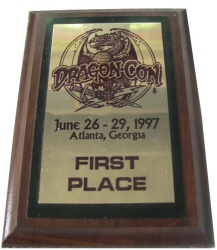 DRAGON·CON
June 26 - 29, 1997
Atlanta, Georgia
FIRST
PLACE